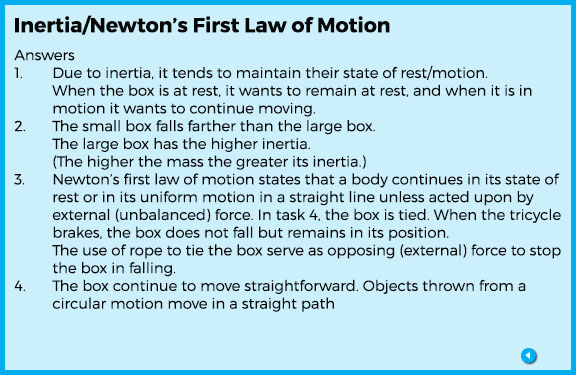 Inertia/Newton's First Law of Motion
Answers
1. Due to inertia, it tends to maintain their state of rest/motion.
When the box is at rest, it wants to remain at rest, and when it is in
motion it wants to continue moving.
2. The small box falls farther than the large box.
The large box has the higher inertia.
(The higher the mass the greater its inertia.)
3. Newton's first law of motion states that a body continues in its state of
rest or in its uniform motion in a straight line unless acted upon by
external (unbalanced) force. In task 4, the box is tied. When the tricycle
brakes, the box does not fall but remains in its position.
The use of rope to tie the box serve as opposing (external) force to stop
the box in falling.
4. The box continue to move straightforward. Objects thrown from a
circular motion move in a straight path